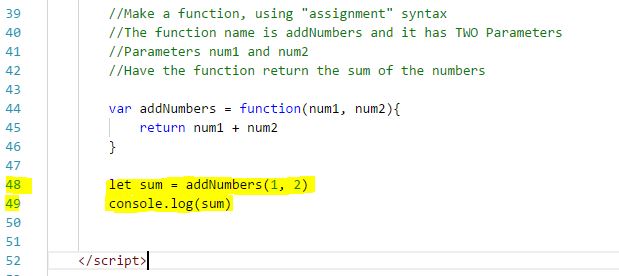 39 //Make a function, using "assignment" syntax
40 //The function name is addNumbers and it has TWO Parameters
41 //Parameters num1 and num2
42 //Have the function return the sum of the numbers
43
44 var addNumbers = function(num1, num2){
45 return num1 + num2
46 }
47
48 let sum = addNumbers(1, 2)
49 console.log(sum)
50
51
52 </script>